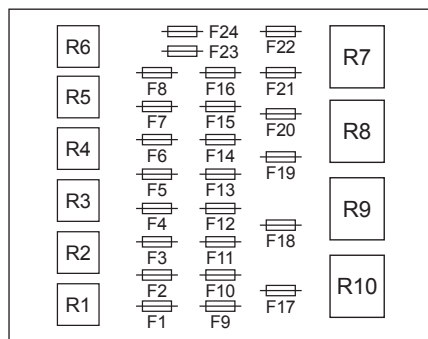 R6 F24 F22 R7
F23
R5 F8 F16 F21
F7 F15 F20 R8
R4 F6 F14
F19
R3 F5 F13
F4 F12 R9
F18
R2 F3 F11
F2 F10 R10
R1 F17
F1 F9